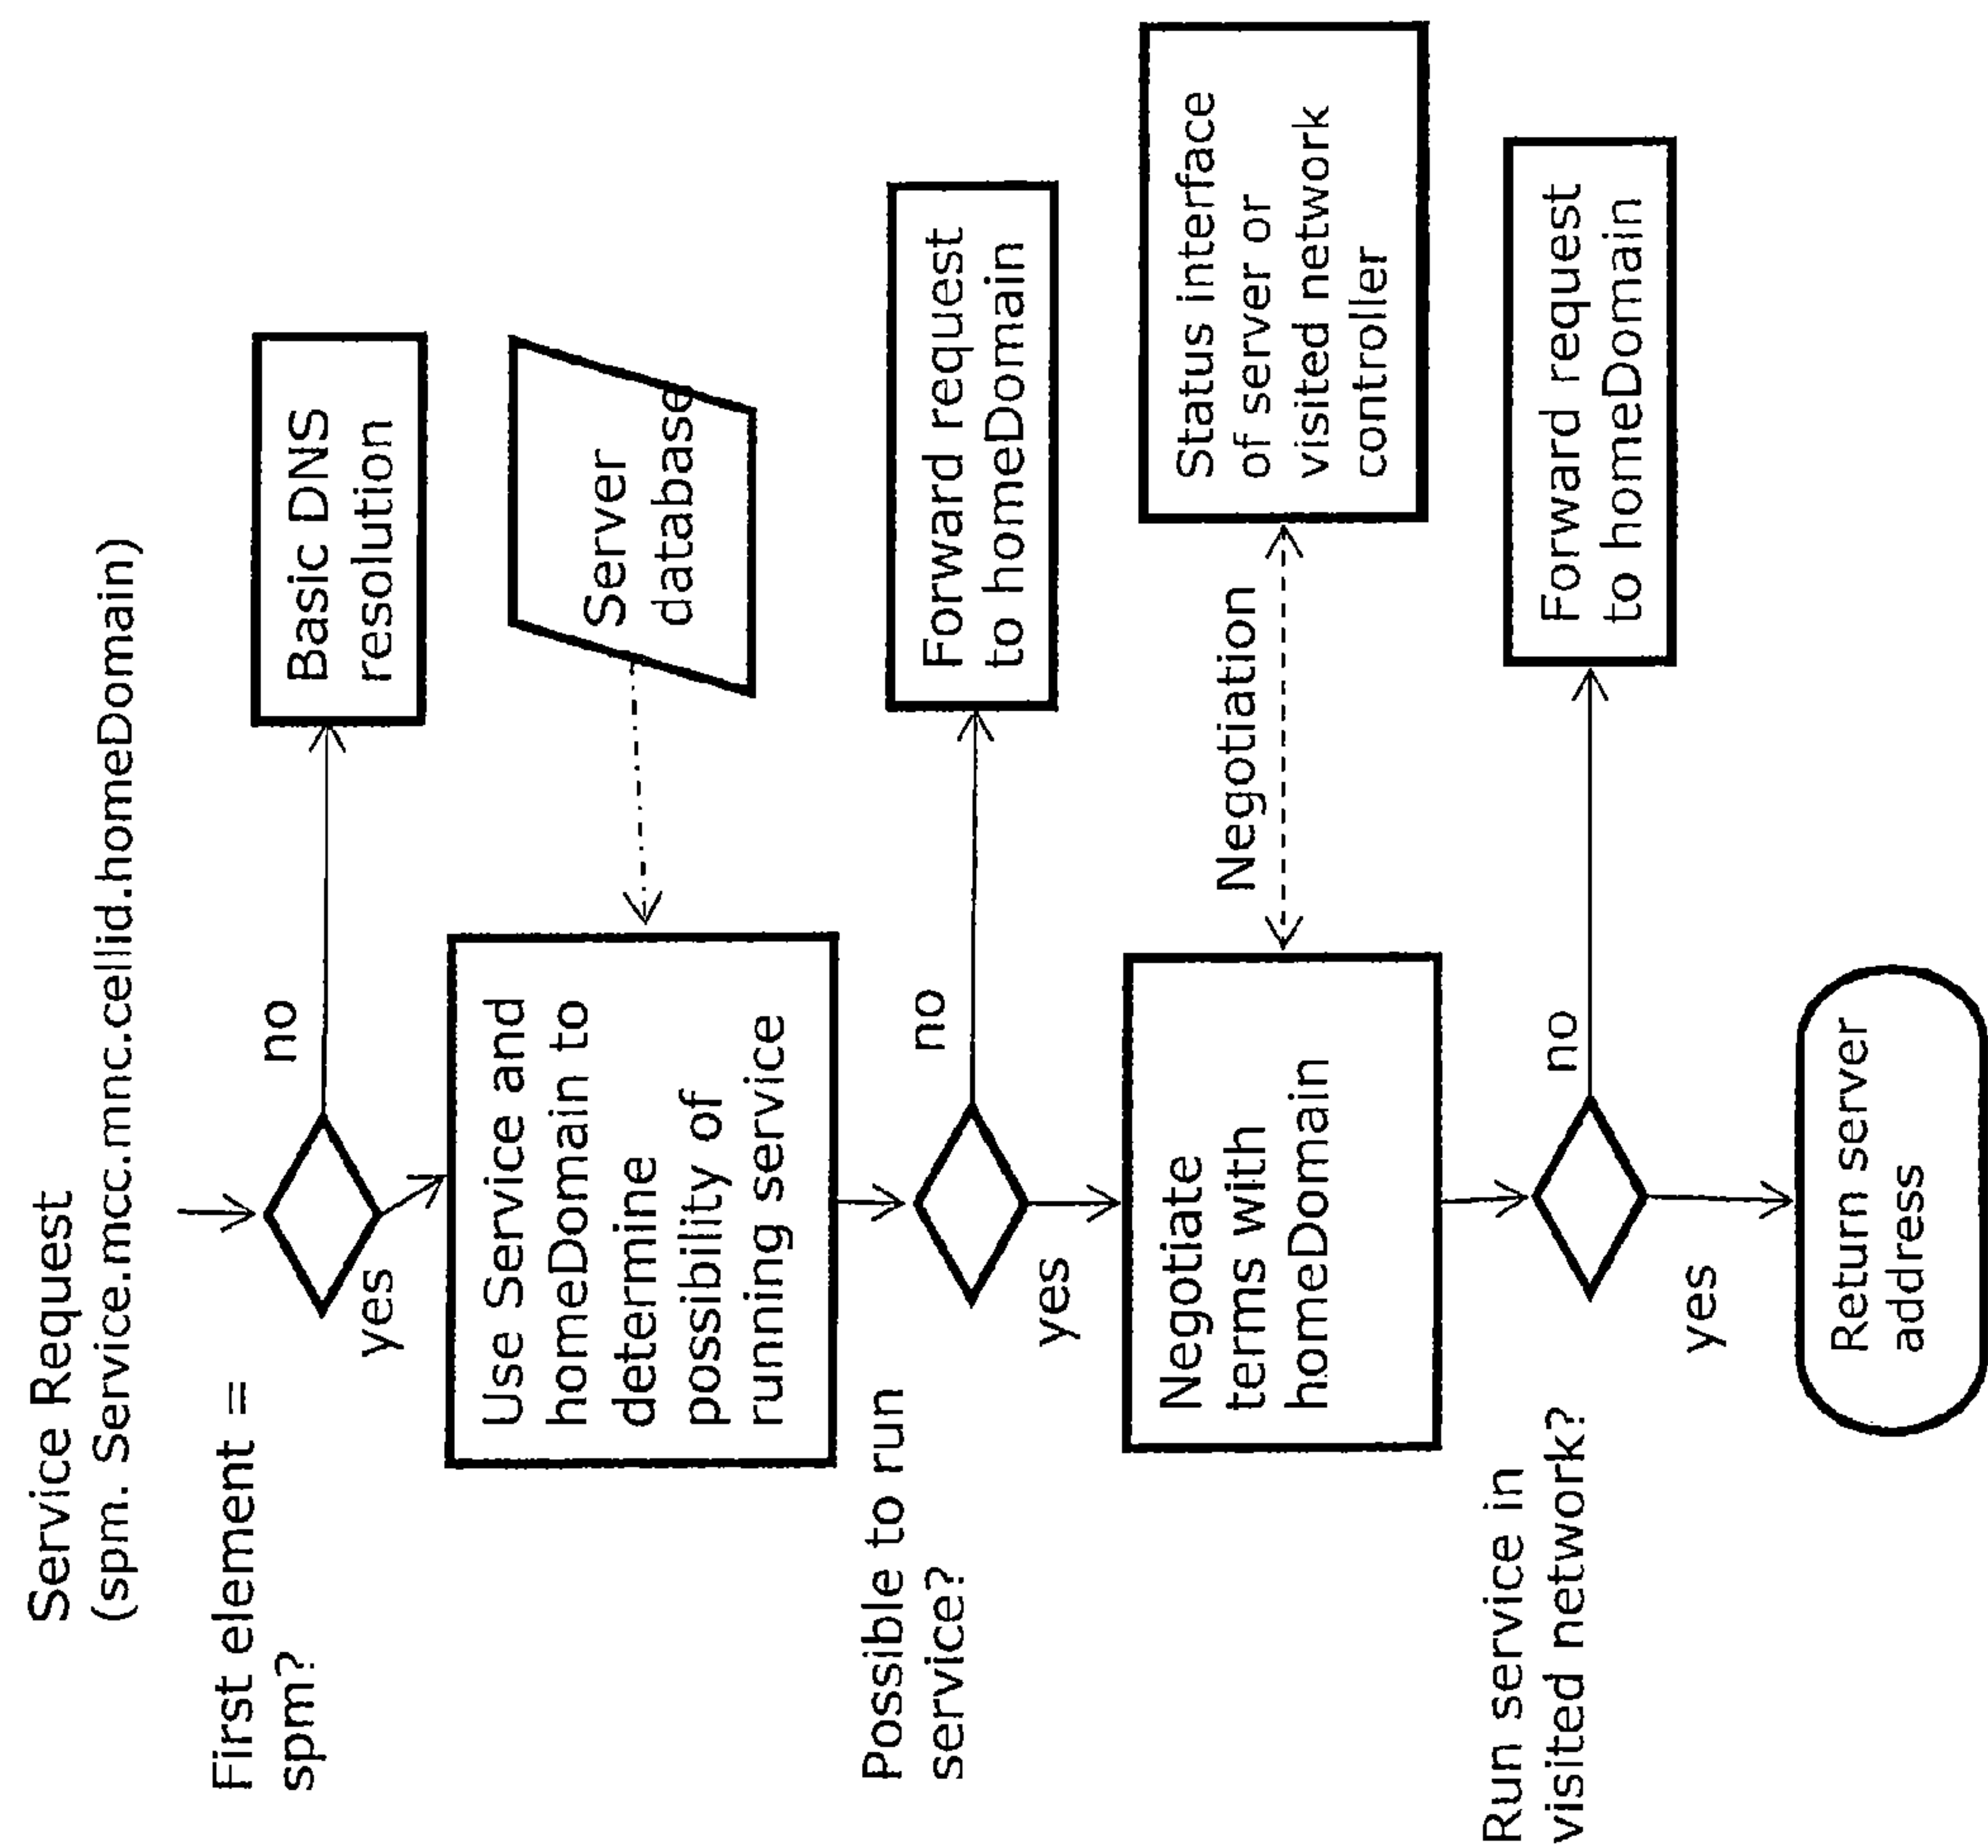 Service Request
(spm. Service.mcc.mnc.cellid.homeDomain)
First element =
spm?
no
Basic DNS
resolution
yes
Use Service and
homeDomain to
determine
possibility of
running service
Server
database
Possible to run
service?
no
Forward request
to homeDomain
yes
Negotiate
terms with
homeDomain
Negotiation
Status interface
of server or
visited network
controller
Run service in
visited network?
no
Forward request
to homeDomain
yes
Return server
address